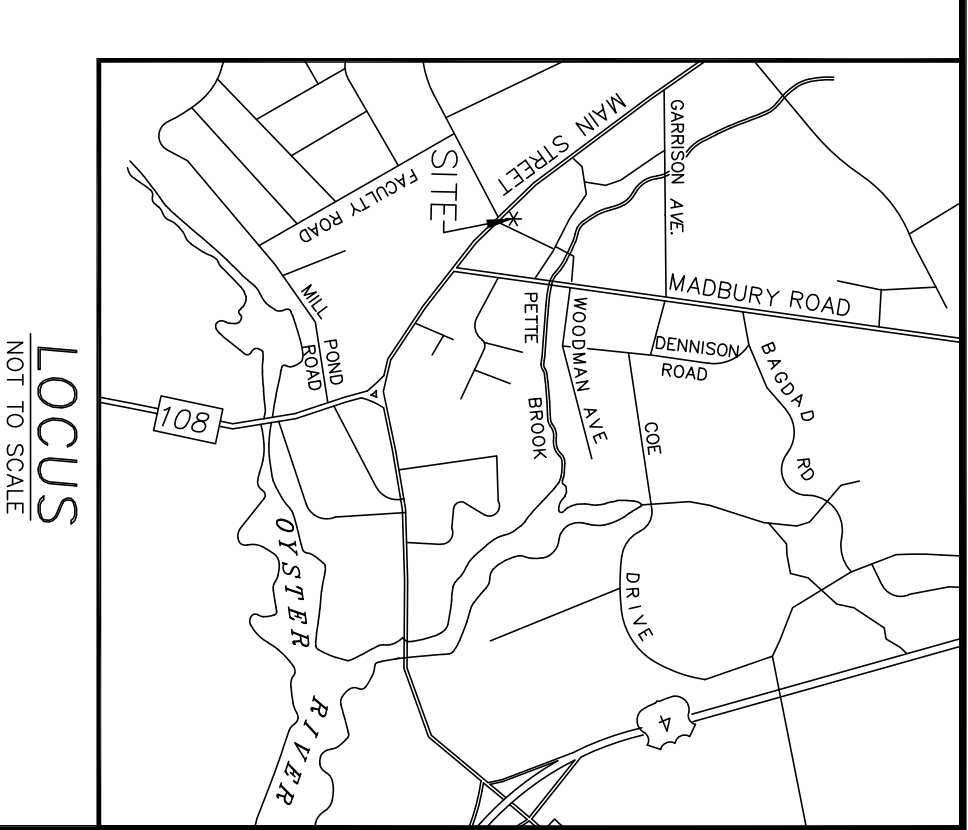 GARRISON AVE.
MAIN STREET
SITE
FACULTY ROAD
MADBURY ROAD
MILL
POND
ROAD
PETTE
BROOK
WOODMAN AVE
DENNISON
ROAD
BAGDAD
RD
COE
DRIVE
108
OYSTER
RIVER
4
LOCUS
NOT TO SCALE